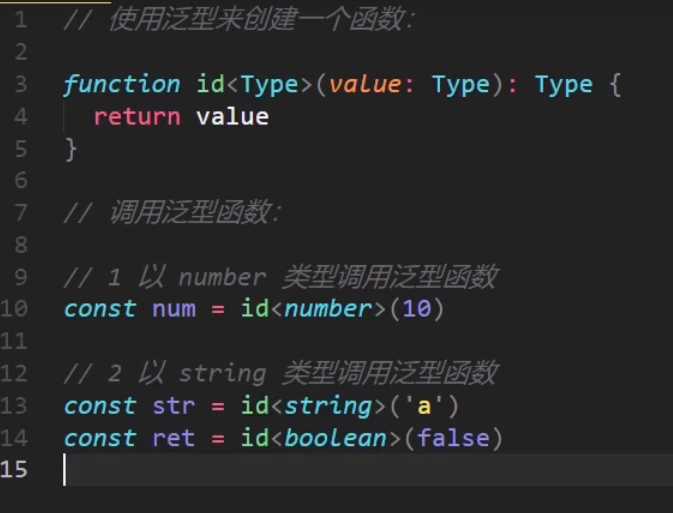 1 // 使用泛型来创建一个函数：
2
3 function id<Type>(value: Type): Type {
4   return value
5 }
6
7 // 调用泛型函数：
8
9 // 1 以 number 类型调用泛型函数
10 const num = id<number>(10)
11
12 // 2 以 string 类型调用泛型函数
13 const str = id<string>('a')
14 const ret = id<boolean>(false)
15